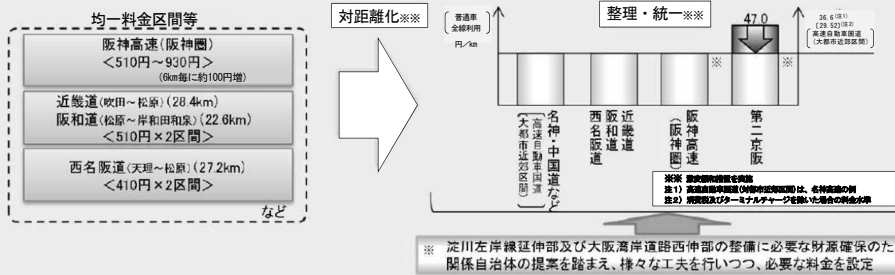 均一料金区間等
阪神高速(阪神圏)
<510円～930円>
(6km毎に約100円増)
近畿道(吹田～松原)(28.4km)
阪和道(松原～岸和田和泉)(22.6km)
<510円×2区間>
西名阪道(天理～松原)(27.2km)
<410円×2区間>
など
対距離化※※
整理・統一※※
普通車
全線利用
円/km
47.0
36.6(注1)
[29.52](注2)
高速自動車国道
(大都市近郊区間)
※
※
名神・中国道など
高速自動車国道
大都市近郊区間
近畿道
阪和道
西名阪道
阪神高速
(阪神圏)
第二京阪
※※ 激変緩和措置を実施
注1) 高速自動車国道(大都市近郊区間)は、名神高速の例
注2) 消費税及びターミナルチャージを除いた場合の料金水準
※ 淀川左岸線延伸部及び大阪湾岸道路西伸部の整備に必要な財源確保のた
関係自治体の提案を踏まえ、様々な工夫を行いつつ、必要な料金を設定